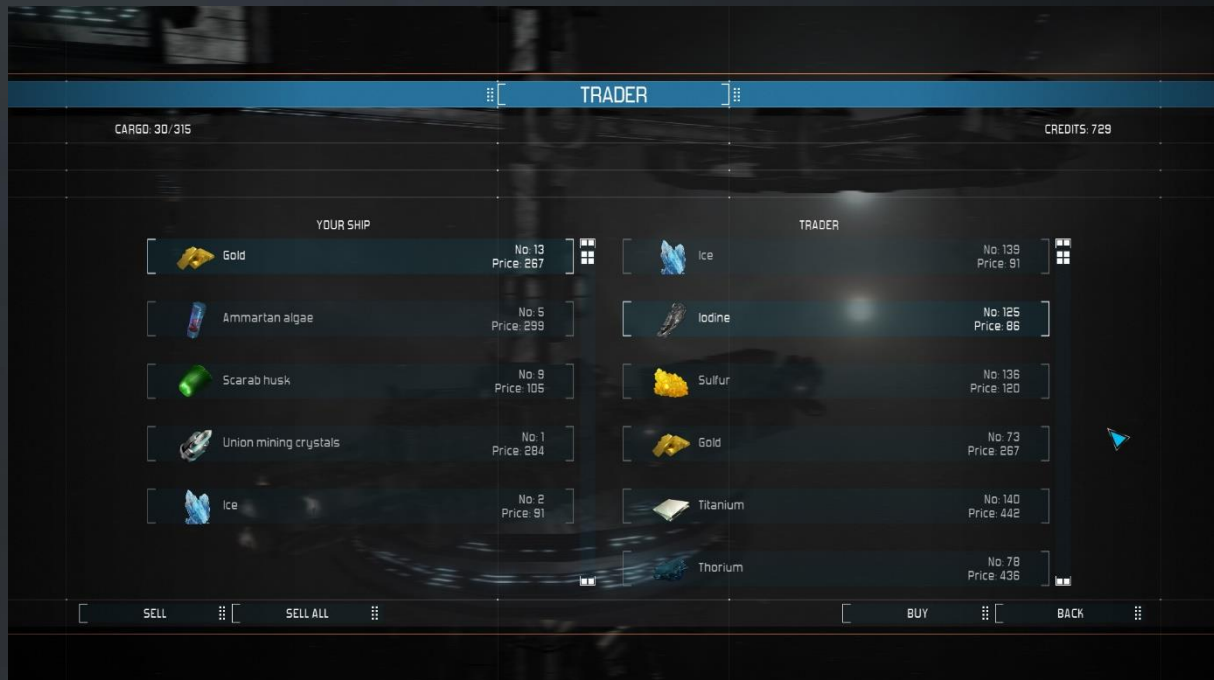 TRADER
CARGO: 30/315
CREDITS: 729
YOUR SHIP
Gold
No: 13
Price: 267
Ammartan algae
No: 5
Price: 299
Scarab husk
No: 9
Price: 105
Union mining crystals
No: 1
Price: 284
Ice
No: 2
Price: 91
TRADER
Ice
No: 139
Price: 91
Iodine
No: 125
Price: 86
Sulfur
No: 136
Price: 120
Gold
No: 73
Price: 267
Titanium
No: 140
Price: 442
Thorium
No: 78
Price: 436
SELL
SELL ALL
BUY
BACK